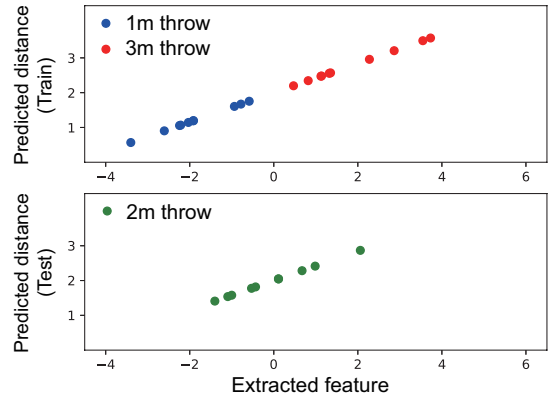 Predicted distance
(Train)
1m throw
3m throw
3
2
1
−4
−2
0
2
4
6
Predicted distance
(Test)
2m throw
3
2
1
−4
−2
0
2
4
6
Extracted feature